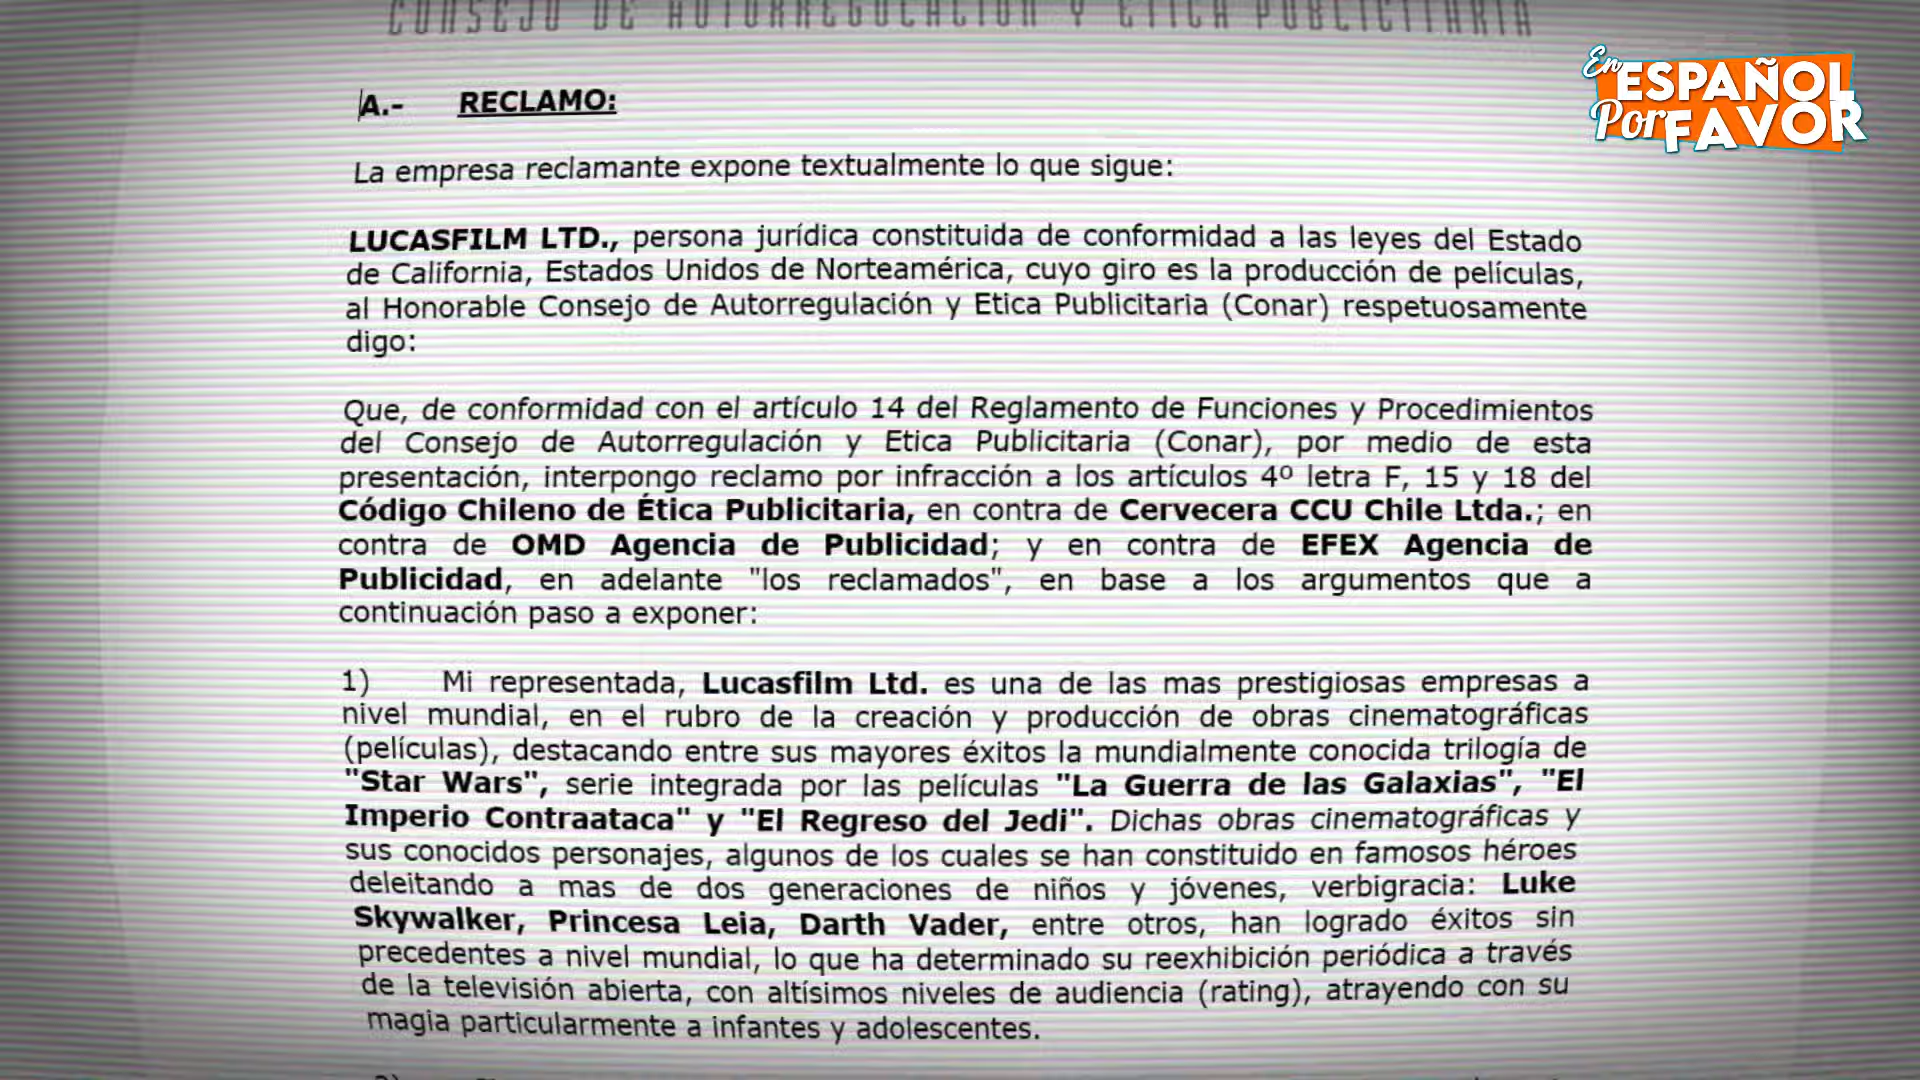 CONSEJO DE AUTORREGULACION Y ETICA PUBLICITARIA
En
ESPAÑOL
Por FAVOR
A.- RECLAMO:
La empresa reclamante expone textualmente lo que sigue:
LUCASFILM LTD., persona jurídica constituida de conformidad a las leyes del Estado
de California, Estados Unidos de Norteamérica, cuyo giro es la producción de películas,
al Honorable Consejo de Autorregulación y Etica Publicitaria (Conar) respetuosamente
digo:
Que, de conformidad con el artículo 14 del Reglamento de Funciones y Procedimientos
del Consejo de Autorregulación y Etica Publicitaria (Conar), por medio de esta
presentación, interpongo reclamo por infracción a los artículos 4º letra F, 15 y 18 del
Código Chileno de Ética Publicitaria, en contra de Cervecera CCU Chile Ltda.; en
contra de OMD Agencia de Publicidad; y en contra de EFEX Agencia de
Publicidad, en adelante "los reclamados", en base a los argumentos que a
continuación paso a exponer:
1) Mi representada, Lucasfilm Ltd. es una de las mas prestigiosas empresas a
nivel mundial, en el rubro de la creación y producción de obras cinematográficas
(películas), destacando entre sus mayores éxitos la mundialmente conocida trilogía de
"Star Wars", serie integrada por las películas "La Guerra de las Galaxias", "El
Imperio Contraataca" y "El Regreso del Jedi". Dichas obras cinematográficas y
sus conocidos personajes, algunos de los cuales se han constituido en famosos héroes
deleitando a mas de dos generaciones de niños y jóvenes, verbigracia: Luke
Skywalker, Princesa Leia, Darth Vader, entre otros, han logrado éxitos sin
precedentes a nivel mundial, lo que ha determinado su reexhibición periódica a través
de la televisión abierta, con altísimos niveles de audiencia (rating), atrayendo con su
magia particularmente a infantes y adolescentes.